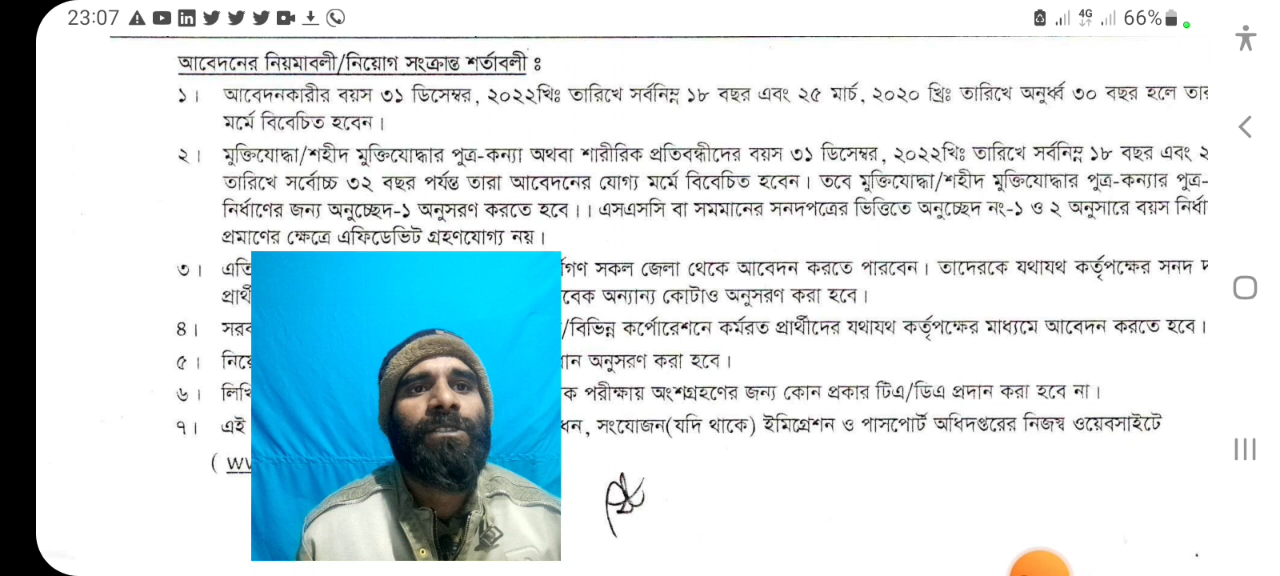 23:07 4G 66%
আবেদনের নিয়মাবলী/নিয়োগ সংক্রান্ত শর্তাবলী ঃ
১। আবেদনকারীর বয়স ৩১ ডিসেম্বর, ২০২২খিঃ তারিখে সর্বনিম্ন ১৮ বছর এবং ২৫ মার্চ, ২০২০ খ্রিঃ তারিখে অনুর্ধ্ব ৩০ বছর হলে
মর্মে বিবেচিত হবেন।
২। মুক্তিযোদ্ধা/শহীদ মুক্তিযোদ্ধার পুত্র-কন্যা অথবা শারীরিক প্রতিবন্ধীদের বয়স ৩১ ডিসেম্বর, ২০২২খিঃ তারিখে সর্বনিম্ন ১৮ বছর এবং
তারিখে সর্বোচ্চ ৩২ বছর পর্যন্ত তারা আবেদনের যোগ্য মর্মে বিবেচিত হবেন। তবে মুক্তিযোদ্ধা/শহীদ মুক্তিযোদ্ধার পুত্র-কন্যার পুত্র-
নির্ধাণের জন্য অনুচ্ছেদ-১ অনুসরণ করতে হবে।। এসএসসি বা সমমানের সনদপত্রের ভিত্তিতে অনুচ্ছেদ নং-১ ও ২ অনুসারে বয়স
প্রমাণের ক্ষেত্রে এফিডেভিট গ্রহণযোগ্য নয়।
৩। এতি সকল জেলা থেকে আবেদন করতে পারবেন। তাদেরকে যথাযথ কর্তৃপক্ষের সনদ
প্রার্থী অন্যান্য কোটাও অনুসরণ করা হবে।
৪। সরব /বিভিন্ন কর্পোরেশনে কর্মরত প্রার্থীদের যথাযথ কর্তৃপক্ষের মাধ্যমে আবেদন করতে হবে।
৫। নিয়ে অনুসরণ করা হবে।
৬। লিখি ক পরীক্ষায় অংশগ্রহণের জন্য কোন প্রকার টিএ/ডিএ প্রদান করা হবে না।
৭। এই ধন, সংযোজন(যদি থাকে) ইমিগ্রেশন ও পাসপোর্ট অধিদপ্তরের নিজস্ব ওয়েবসাইটে